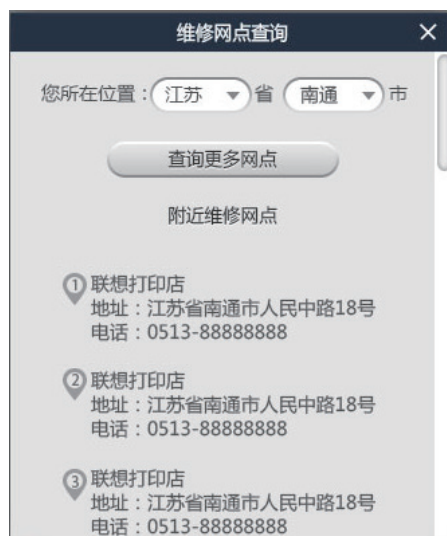 维修网点查询
您所在位置：江苏 省 南通 市
查询更多网点
附近维修网点
1 联想打印店
地址：江苏省南通市人民中路18号
电话：0513-88888888
2 联想打印店
地址：江苏省南通市人民中路18号
电话：0513-88888888
3 联想打印店
地址：江苏省南通市人民中路18号
电话：0513-88888888